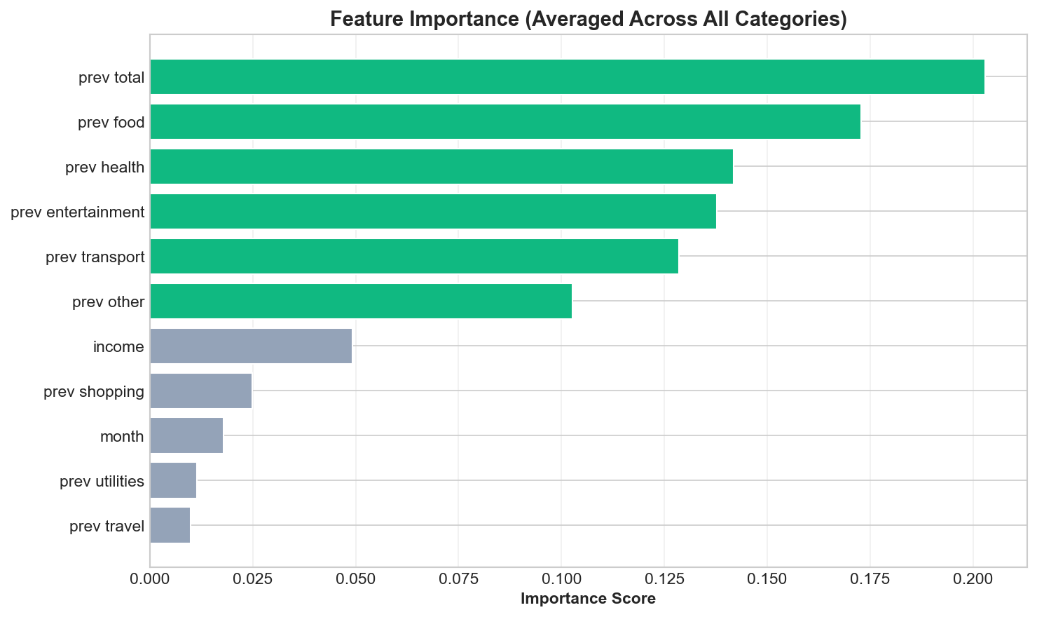 Feature Importance (Averaged Across All Categories)
prev total
prev food
prev health
prev entertainment
prev transport
prev other
income
prev shopping
month
prev utilities
prev travel
0.000 0.025 0.050 0.075 0.100 0.125 0.150 0.175 0.200
Importance Score